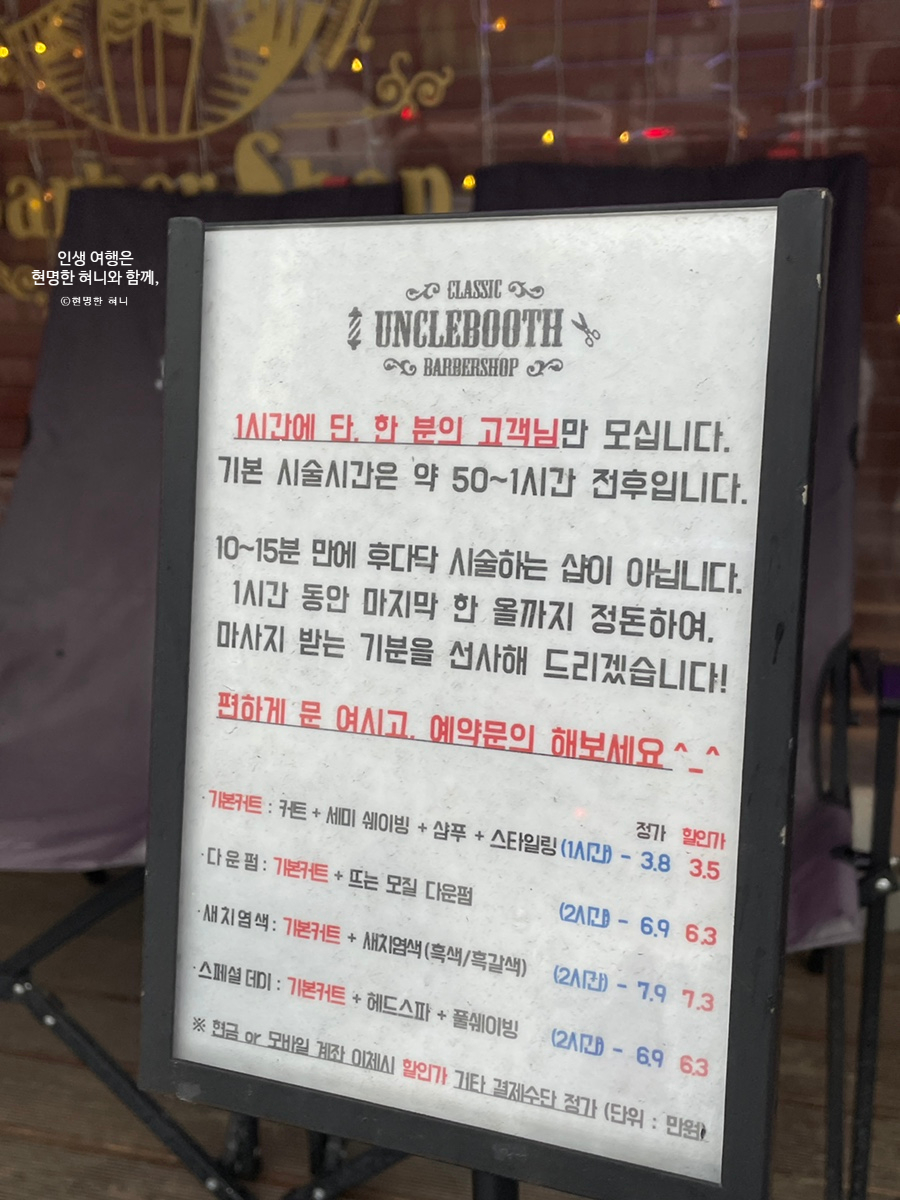 Barber Shop
인생 여행은
현명한 혀니와 함께,
©현명한 혀니
CLASSIC
UNCLEBOOTH
BARBERSHOP
1시간에 단, 한 분의 고객님만 모십니다.
기본 시술시간은 약 50~1시간 전후입니다.
10~15분 만에 후다닥 시술하는 샵이 아닙니다.
1시간 동안 마지막 한 올까지 정돈하여,
마사지 받는 기분을 선사해 드리겠습니다!
편하게 문 여시고, 예약문의 해보세요 ^_^
정가 할인가
·기본커트 : 커트 + 세미 쉐이빙 + 샴푸 + 스타일링 (1시간) - 3.8 3.5
·다운펌 : 기본커트 + 뜨는 모질 다운펌 (2시간) - 6.9 6.3
·새치염색 : 기본커트 + 새치염색(흑색/흑갈색) (2시간) - 7.9 7.3
·스페셜 데이 : 기본커트 + 헤드스파 + 풀쉐이빙 (2시간) - 6.9 6.3
※ 현금 or 모바일 계좌 이체시 할인가 기타 결제수단 정가 (단위 : 만원)